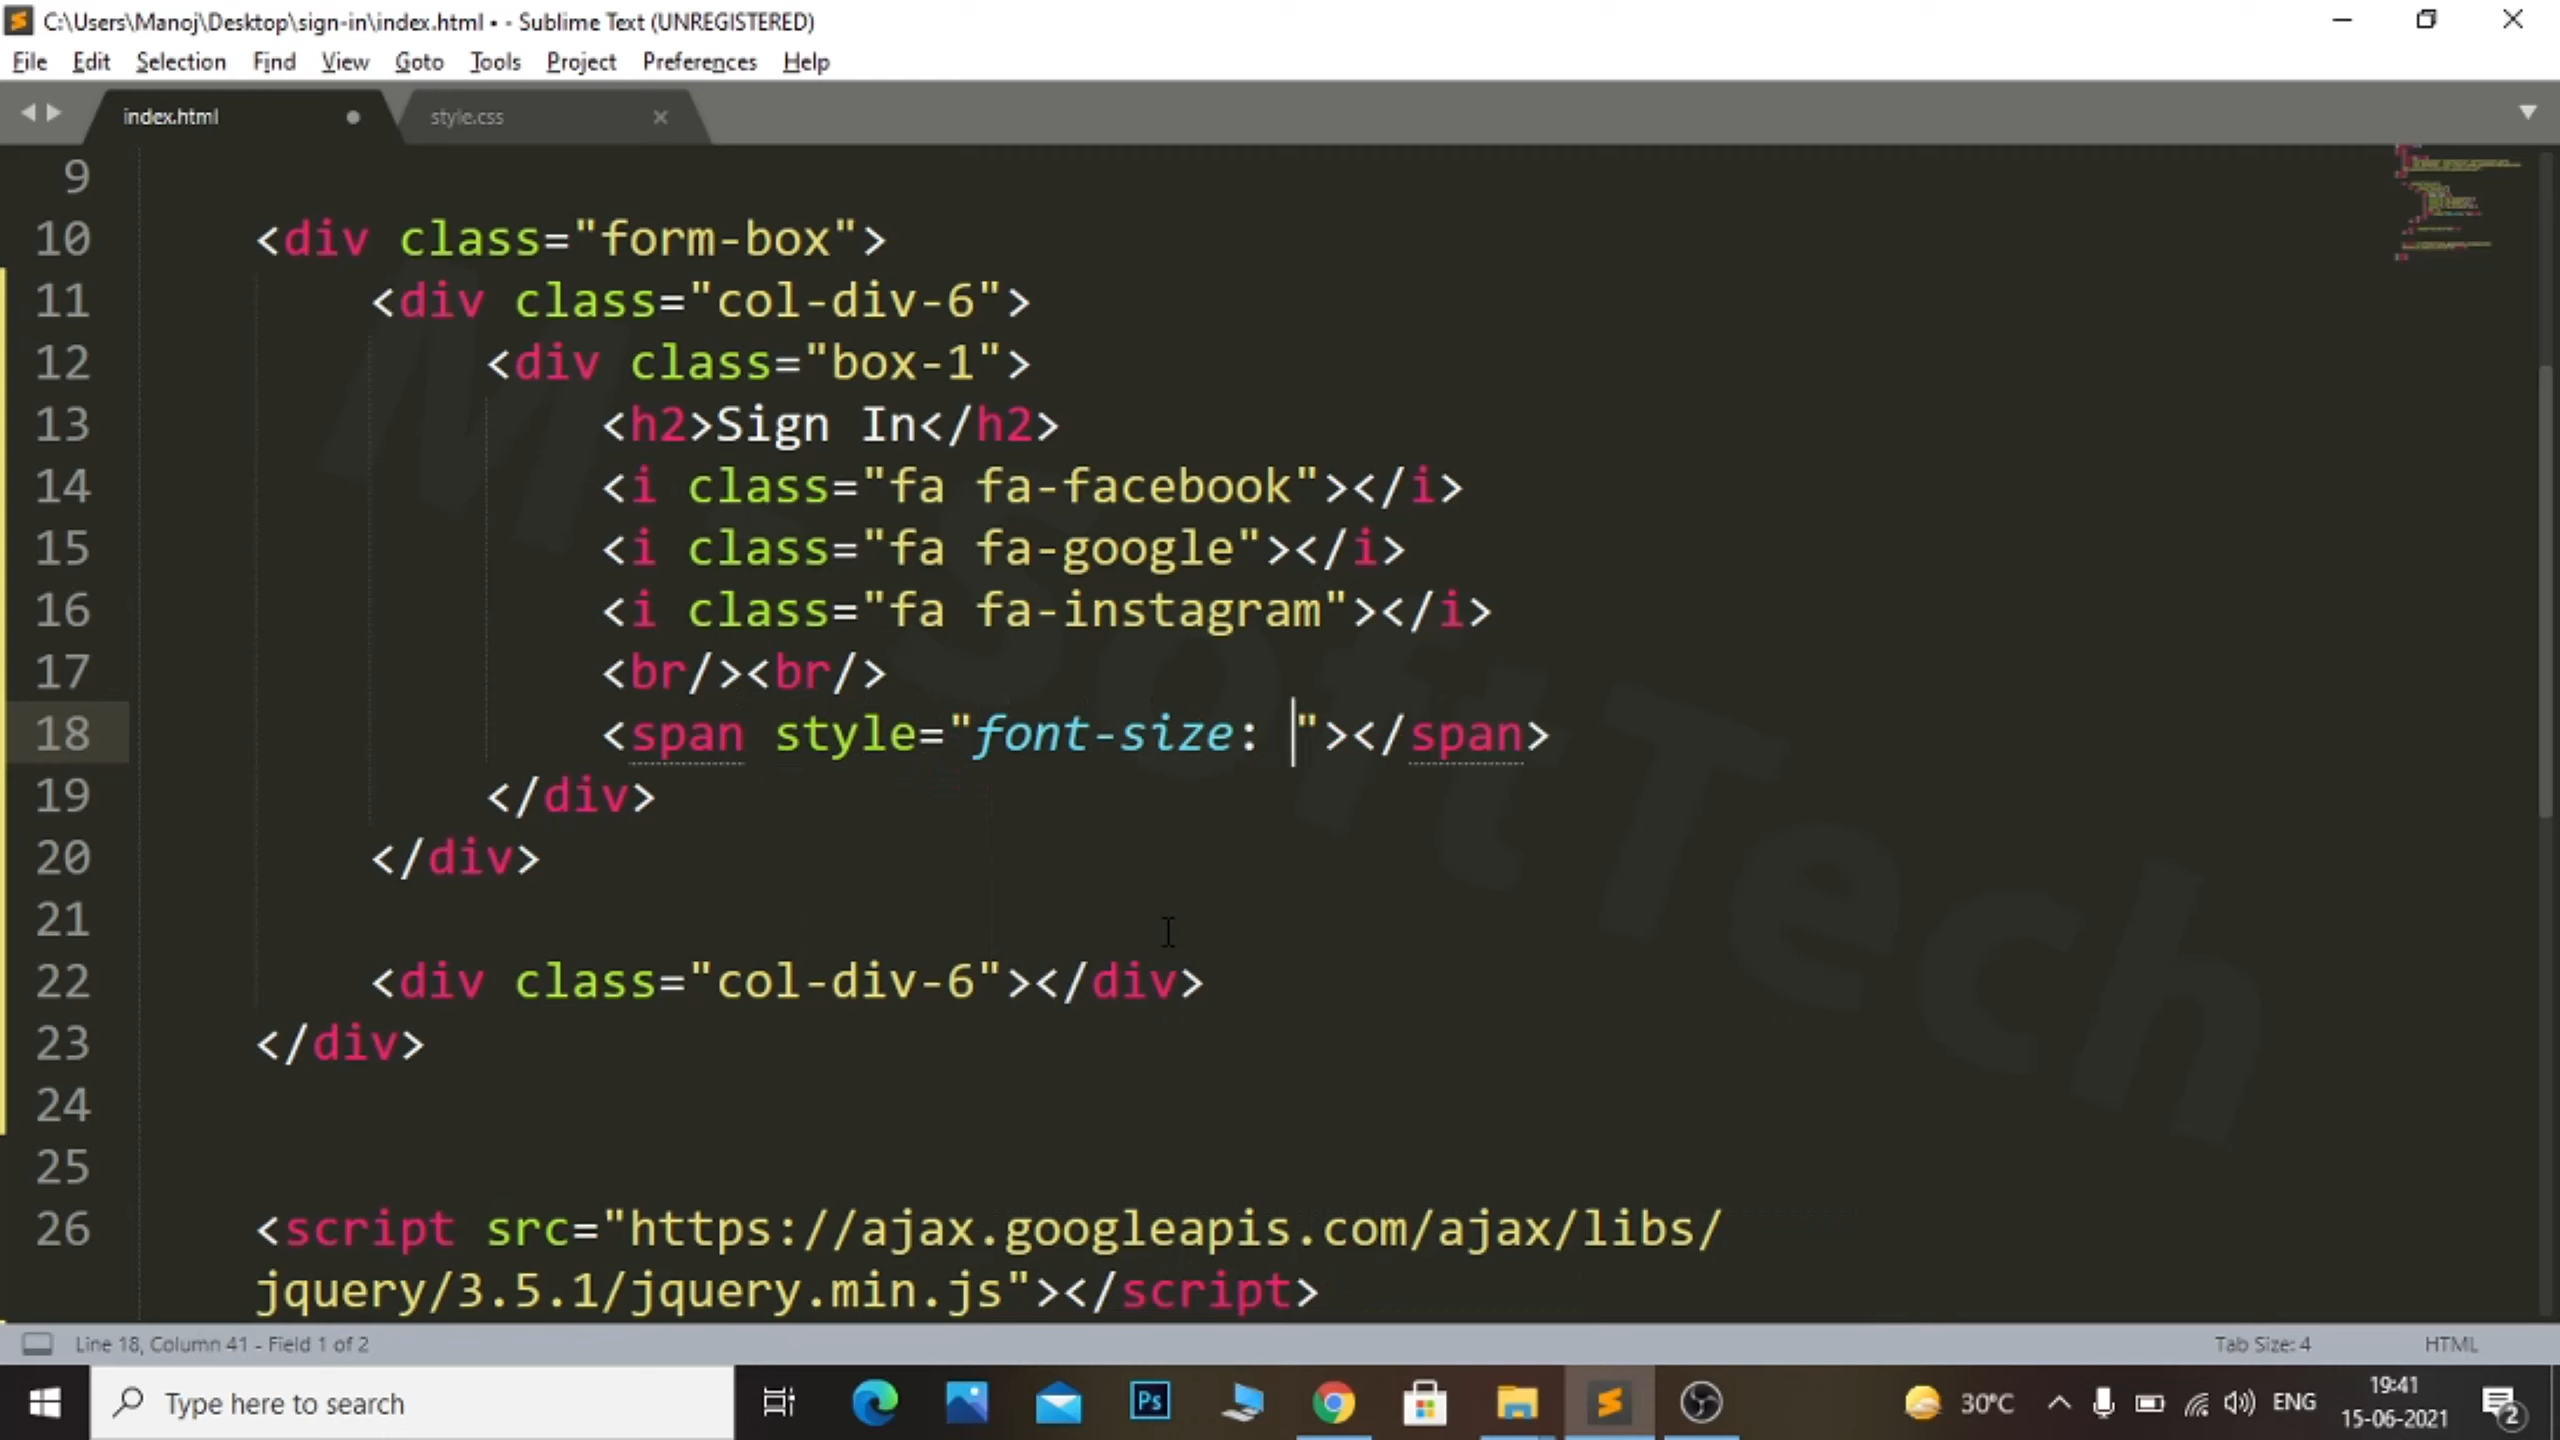 C:\Users\Manoj\Desktop\sign-in\index.html • - Sublime Text (UNREGISTERED)
File Edit Selection Find View Goto Tools Project Preferences Help
index.html style.css
9
10 <div class="form-box">
11 <div class="col-div-6">
12 <div class="box-1">
13 <h2>Sign In</h2>
14 <i class="fa fa-facebook"></i>
15 <i class="fa fa-google"></i>
16 <i class="fa fa-instagram"></i>
17 <br/><br/>
18 <span style="font-size: "></span>
19 </div>
20 </div>
21
22 <div class="col-div-6"></div>
23 </div>
24
25
26 <script src="https://ajax.googleapis.com/ajax/libs/
jquery/3.5.1/jquery.min.js"></script>
M-SoftTech
Line 18, Column 41 - Field 1 of 2 Tab Size: 4 HTML
Type here to search Ps 30°C ENG 19:41
15-06-2021 2